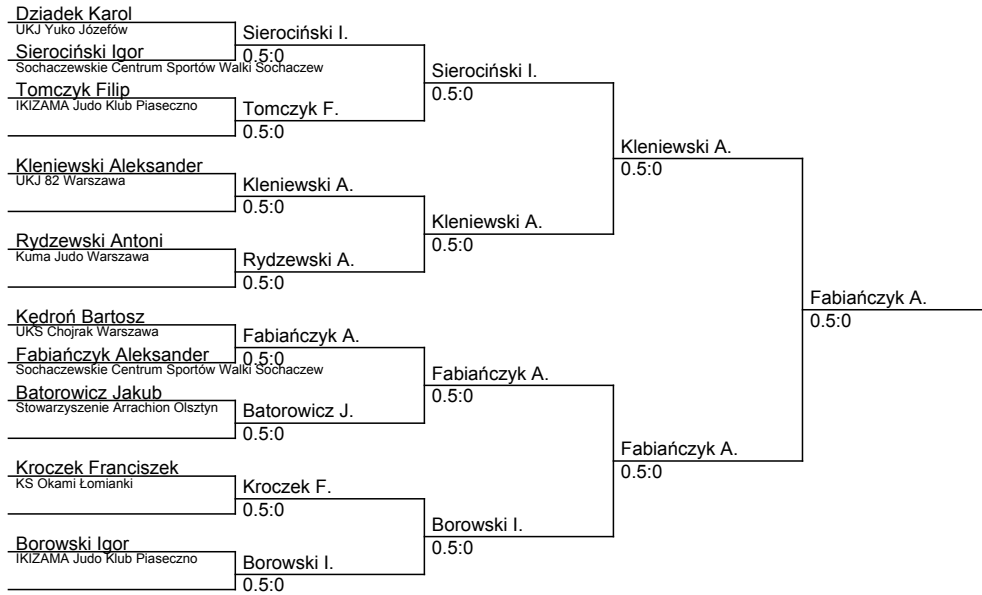 Dziadek Karol
UKJ Yuko Józefów
Sierociński I.
0.5:0
Sierociński Igor
Sochaczewskie Centrum Sportów Walki Sochaczew
Sierociński I.
0.5:0
Tomczyk Filip
IKIZAMA Judo Klub Piaseczno
Tomczyk F.
0.5:0
Kleniewski A.
0.5:0
Kleniewski Aleksander
UKJ 82 Warszawa
Kleniewski A.
0.5:0
Kleniewski A.
0.5:0
Rydzewski Antoni
Kuma Judo Warszawa
Rydzewski A.
0.5:0
Fabiańczyk A.
0.5:0
Kędroń Bartosz
UKS Chojrak Warszawa
Fabiańczyk A.
0.5:0
Fabiańczyk Aleksander
Sochaczewskie Centrum Sportów Walki Sochaczew
Fabiańczyk A.
0.5:0
Batorowicz Jakub
Stowarzyszenie Arrachion Olsztyn
Batorowicz J.
0.5:0
Fabiańczyk A.
0.5:0
Kroczek Franciszek
KS Okami Łomianki
Kroczek F.
0.5:0
Borowski I.
0.5:0
Borowski Igor
IKIZAMA Judo Klub Piaseczno
Borowski I.
0.5:0